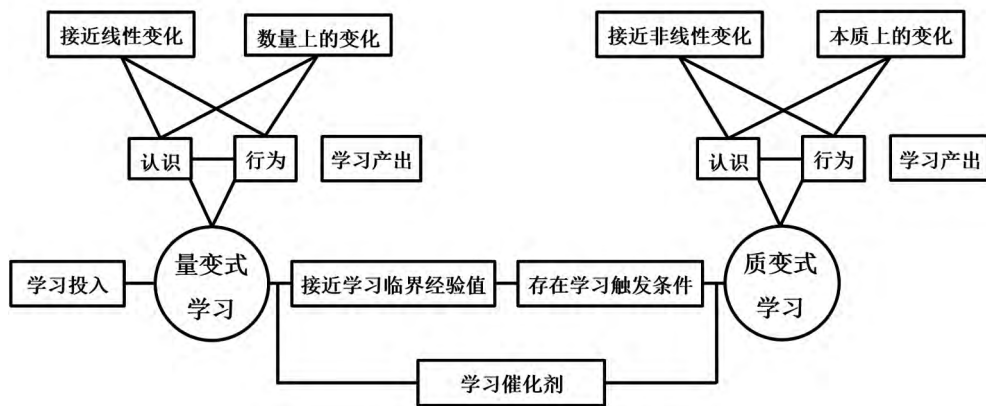 接近线性变化
数量上的变化
接近非线性变化
本质上的变化
认识
行为
学习产出
认识
行为
学习产出
学习投入
量变式
学习
接近学习临界经验值
存在学习触发条件
质变式
学习
学习催化剂